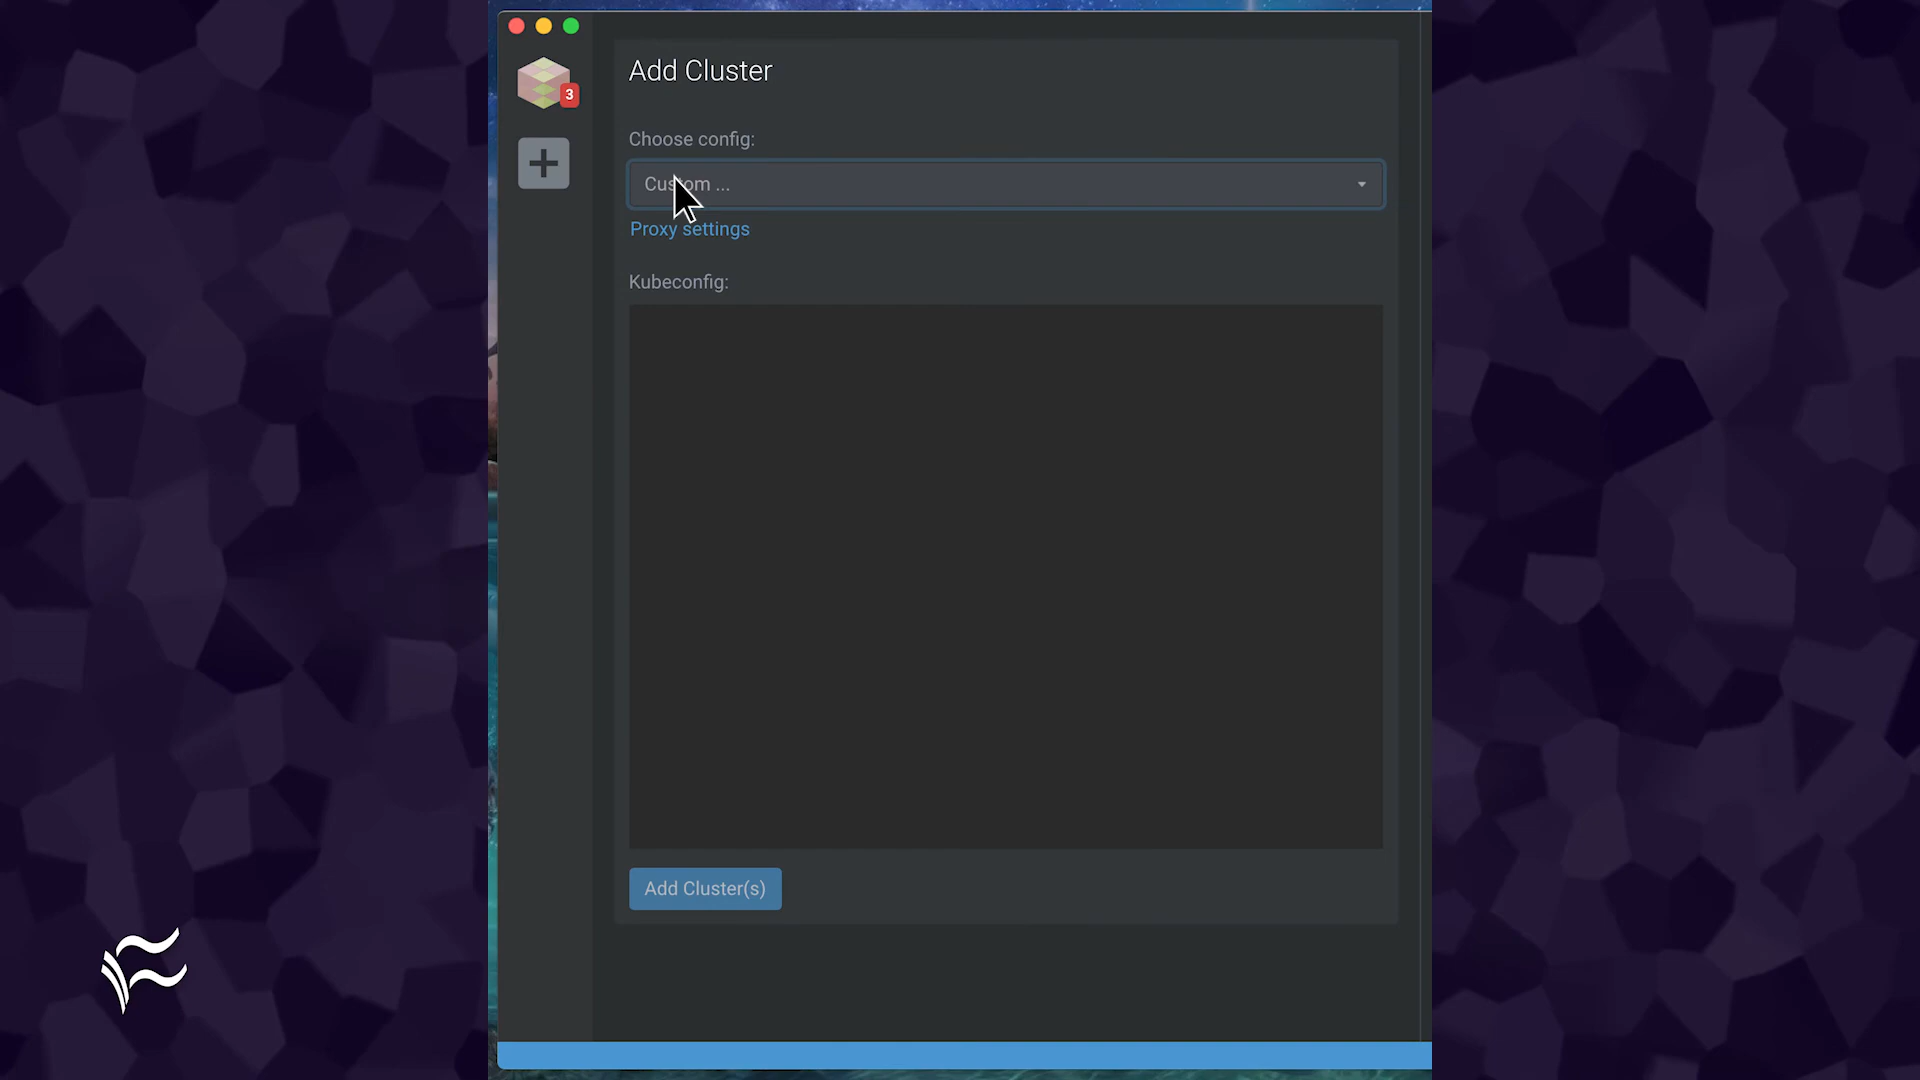 3
Add Cluster
Choose config:
Custom ...
Proxy settings
Kubeconfig:
Add Cluster(s)